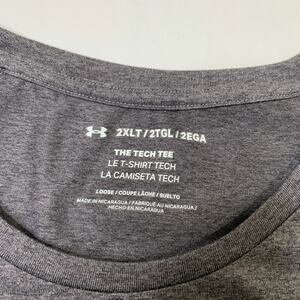 2XLT / 2TGL / 2EGA
THE TECH TEE
LE T-SHIRT TECH
LA CAMISETA TECH
LOOSE / COUPE LÂCHE / SUELTO
MADE IN NICARAGUA / FABRIQUÉ AU NICARAGUA /
HECHO EN NICARAGUA